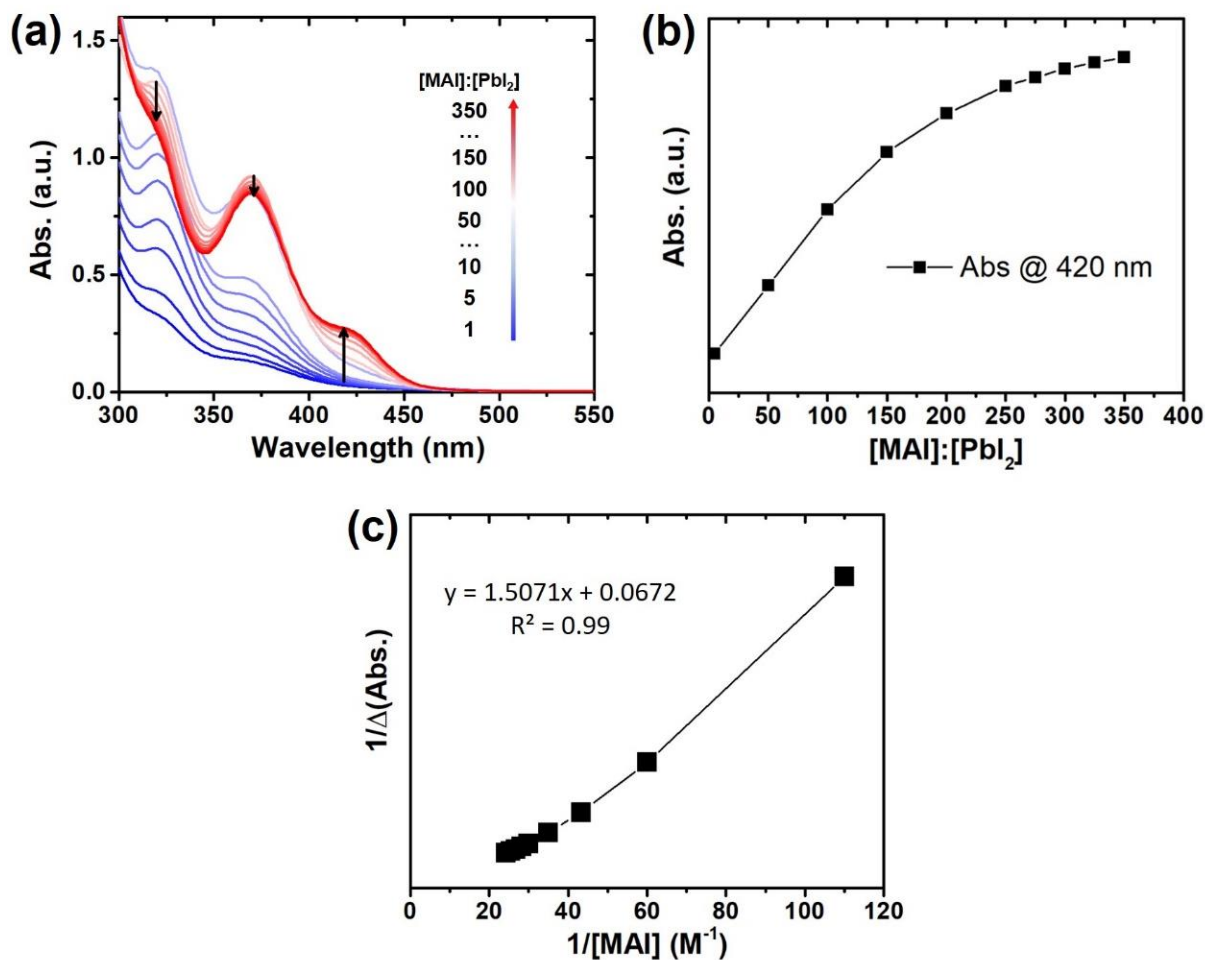 (a)
1.5
1.0
0.5
0.0
Abs. (a.u.)
300 350 400 450 500 550
Wavelength (nm)
[MAI]:[PbI₂]
350
...
150
100
50
...
10
5
1
(b)
Abs. (a.u.)
Abs @ 420 nm
0 50 100 150 200 250 300 350 400
[MAI]:[PbI₂]
(c)
y = 1.5071x + 0.0672
R² = 0.99
1/Δ(Abs.)
0 20 40 60 80 100 120
1/[MAI] (M⁻¹)